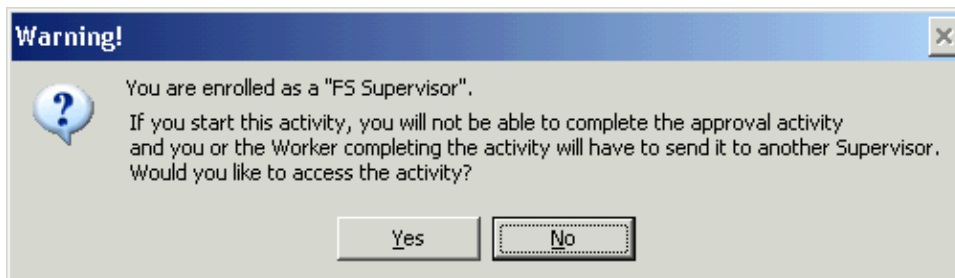 Warning!
You are enrolled as a "FS Supervisor".
If you start this activity, you will not be able to complete the approval activity
and you or the Worker completing the activity will have to send it to another Supervisor.
Would you like to access the activity?
Yes
No